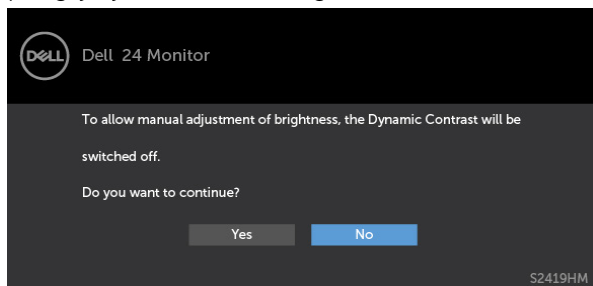 DELL
Dell 24 Monitor
To allow manual adjustment of brightness, the Dynamic Contrast will be
switched off.
Do you want to continue?
Yes
No
S2419HM